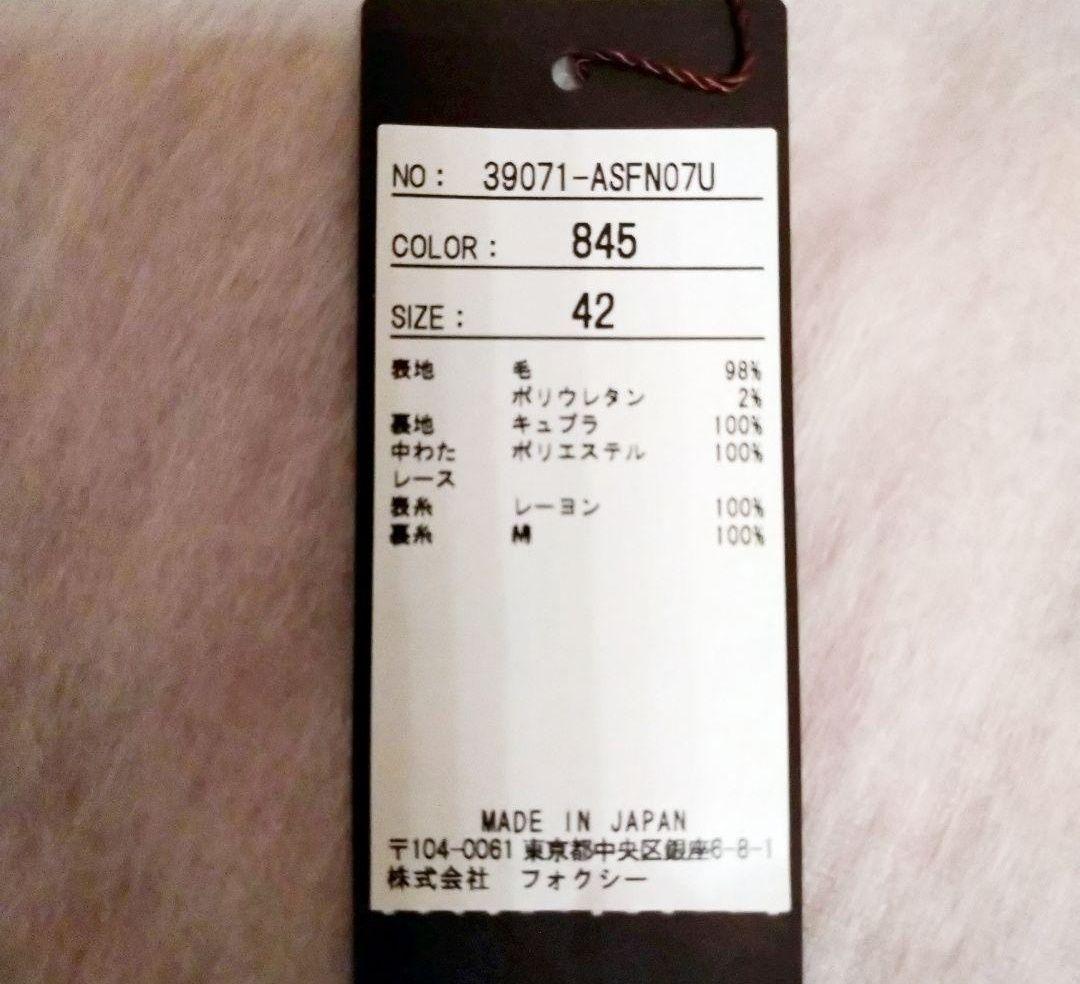 NO： 39071-ASFN07U
COLOR： 845
SIZE： 42
表地 毛 98%
ポリウレタン 2%
裏地 キュプラ 100%
中わた ポリエステル 100%
レース
表糸 レーヨン 100%
裏糸 100%
MADE IN JAPAN
〒104-0061 東京都中央区銀座6-8-1
株式会社 フォクシー